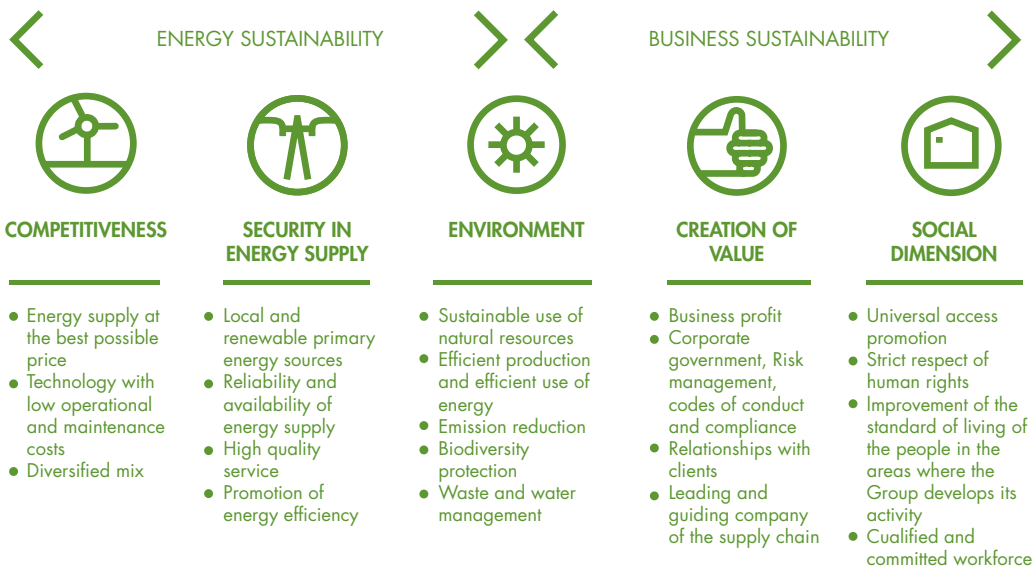 ENERGY SUSTAINABILITY
BUSINESS SUSTAINABILITY
COMPETITIVENESS
Energy supply at
the best possible
price
Technology with
low operational
and maintenance
costs
Diversified mix
SECURITY IN
ENERGY SUPPLY
Local and
renewable primary
energy sources
Reliability and
availability of
energy supply
High quality
service
Promotion of
energy efficiency
ENVIRONMENT
Sustainable use of
natural resources
Efficient production
and efficient use of
energy
Emission reduction
Biodiversity
protection
Waste and water
management
CREATION OF
VALUE
Business profit
Corporate
government, Risk
management,
codes of conduct
and compliance
Relationships with
clients
Leading and
guiding company
of the supply chain
SOCIAL
DIMENSION
Universal access
promotion
Strict respect of
human rights
Improvement of the
standard of living of
the people in the
areas where the
Group develops its
activity
Cualified and
committed workforce